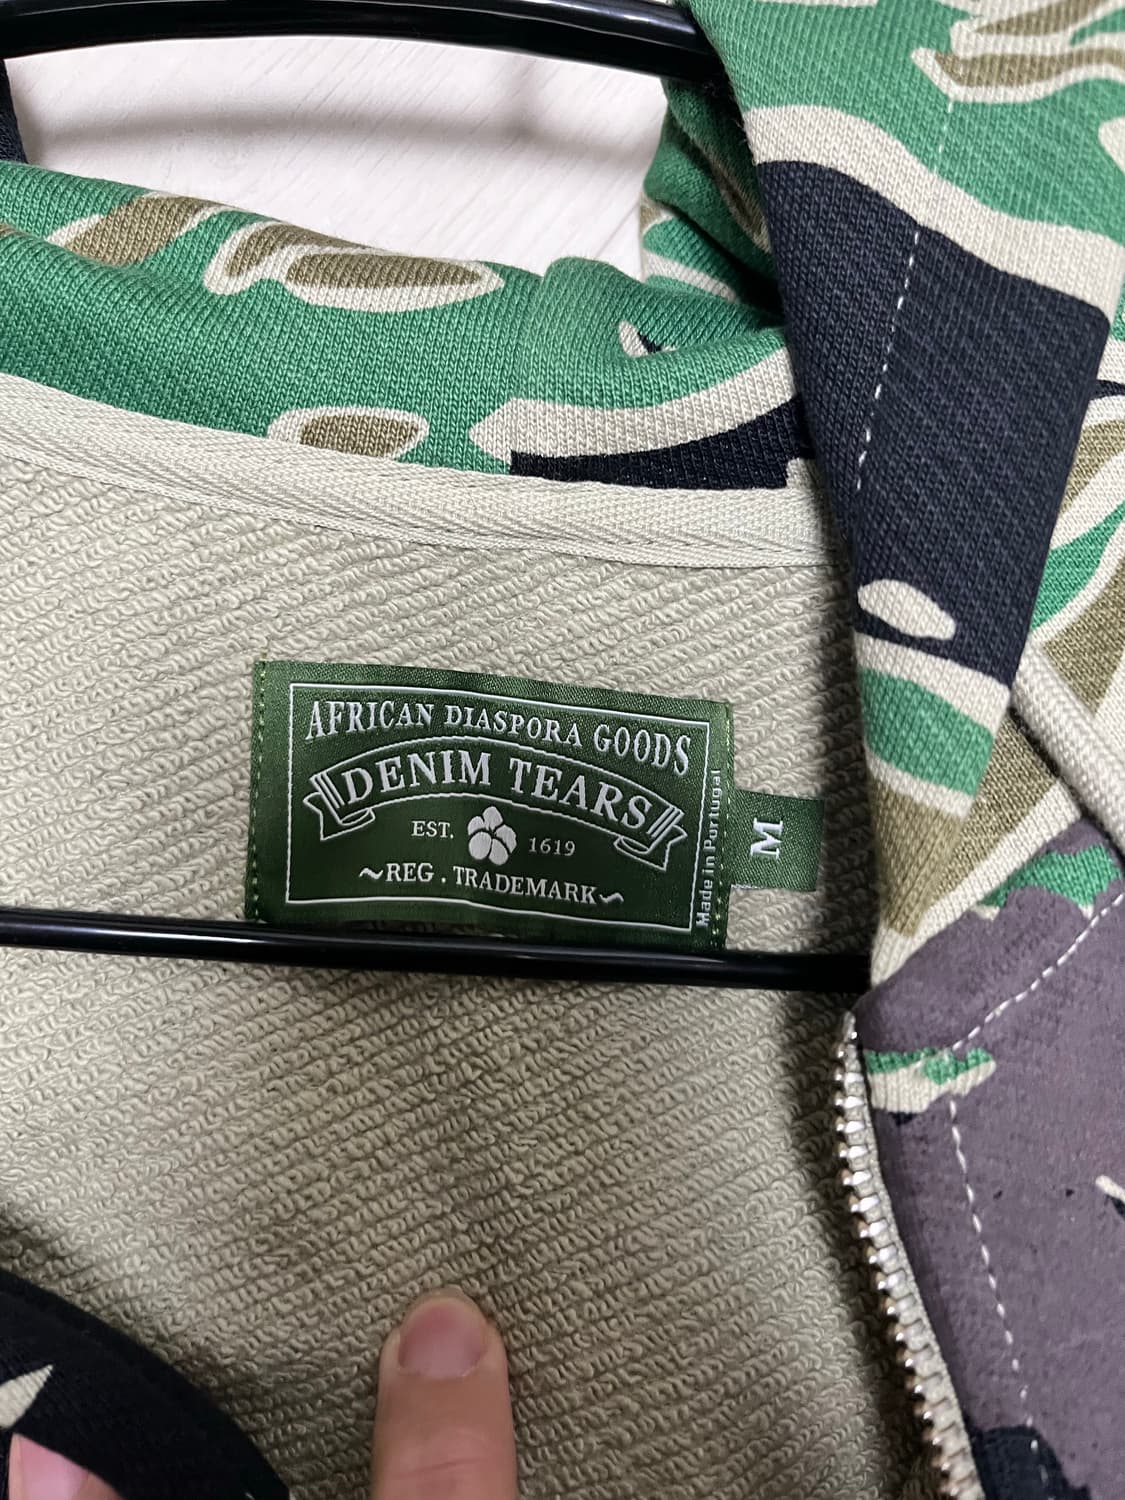 AFRICAN DIASPORA GOODS
DENIM TEARS
EST. 1619
~REG. TRADEMARK~
Made in Portugal
M